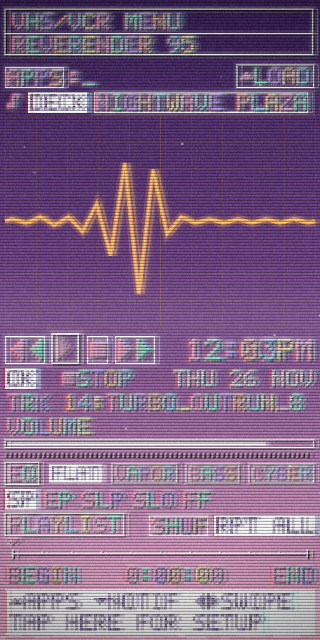 VHS/VCR MENU
REVERENDER 95
APPS:_ LOAD
DECK NIGHTWAVE PLAZA
12:03PM
OK =STOP THU 26 NOV
TRK 14:TURBO_OUTRUN_&
VOLUME
EQ FLAT VAPOR BASS CYBER
SP EP SLP SLO FF
PLAYLIST SHUF RPT ALL
BEGIN 0:00:00 END
APPS NOTIF SWIPE
TAP HERE FOR SETUP